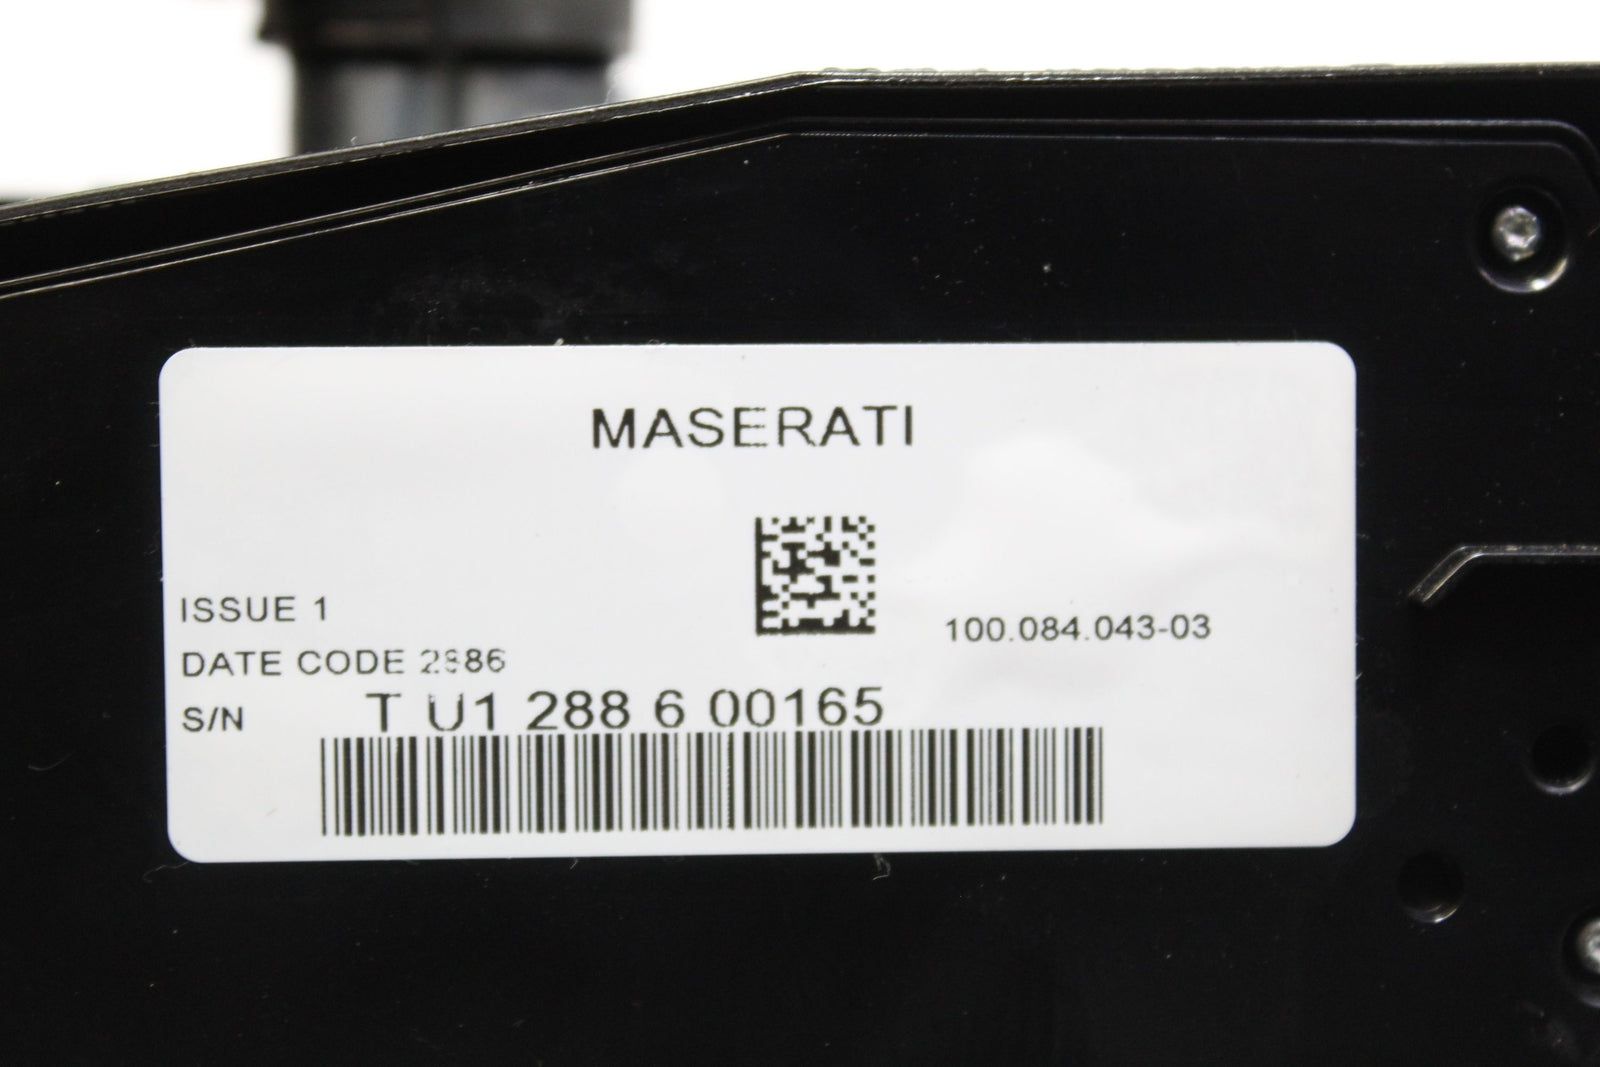 MASERATI
ISSUE 1
100.084.043-03
DATE CODE 2886
S/N T U1 288 6 00165